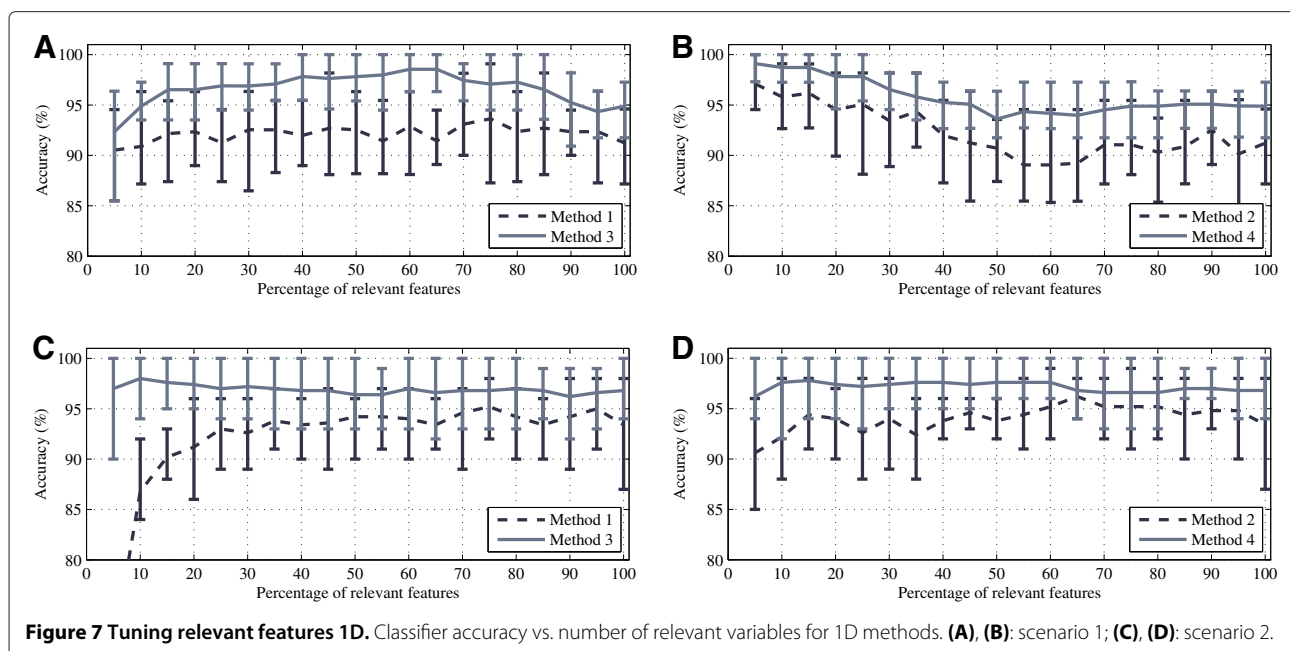 A
100
95
90
85
80
Accuracy (%)
0 10 20 30 40 50 60 70 80 90 100
Percentage of relevant features
Method 1
Method 3
B
100
95
90
85
80
Accuracy (%)
0 10 20 30 40 50 60 70 80 90 100
Percentage of relevant features
Method 2
Method 4
C
100
95
90
85
80
Accuracy (%)
0 10 20 30 40 50 60 70 80 90 100
Percentage of relevant features
Method 1
Method 3
D
100
95
90
85
80
Accuracy (%)
0 10 20 30 40 50 60 70 80 90 100
Percentage of relevant features
Method 2
Method 4
Figure 7 Tuning relevant features 1D. Classifier accuracy vs. number of relevant variables for 1D methods. (A), (B): scenario 1; (C), (D): scenario 2.